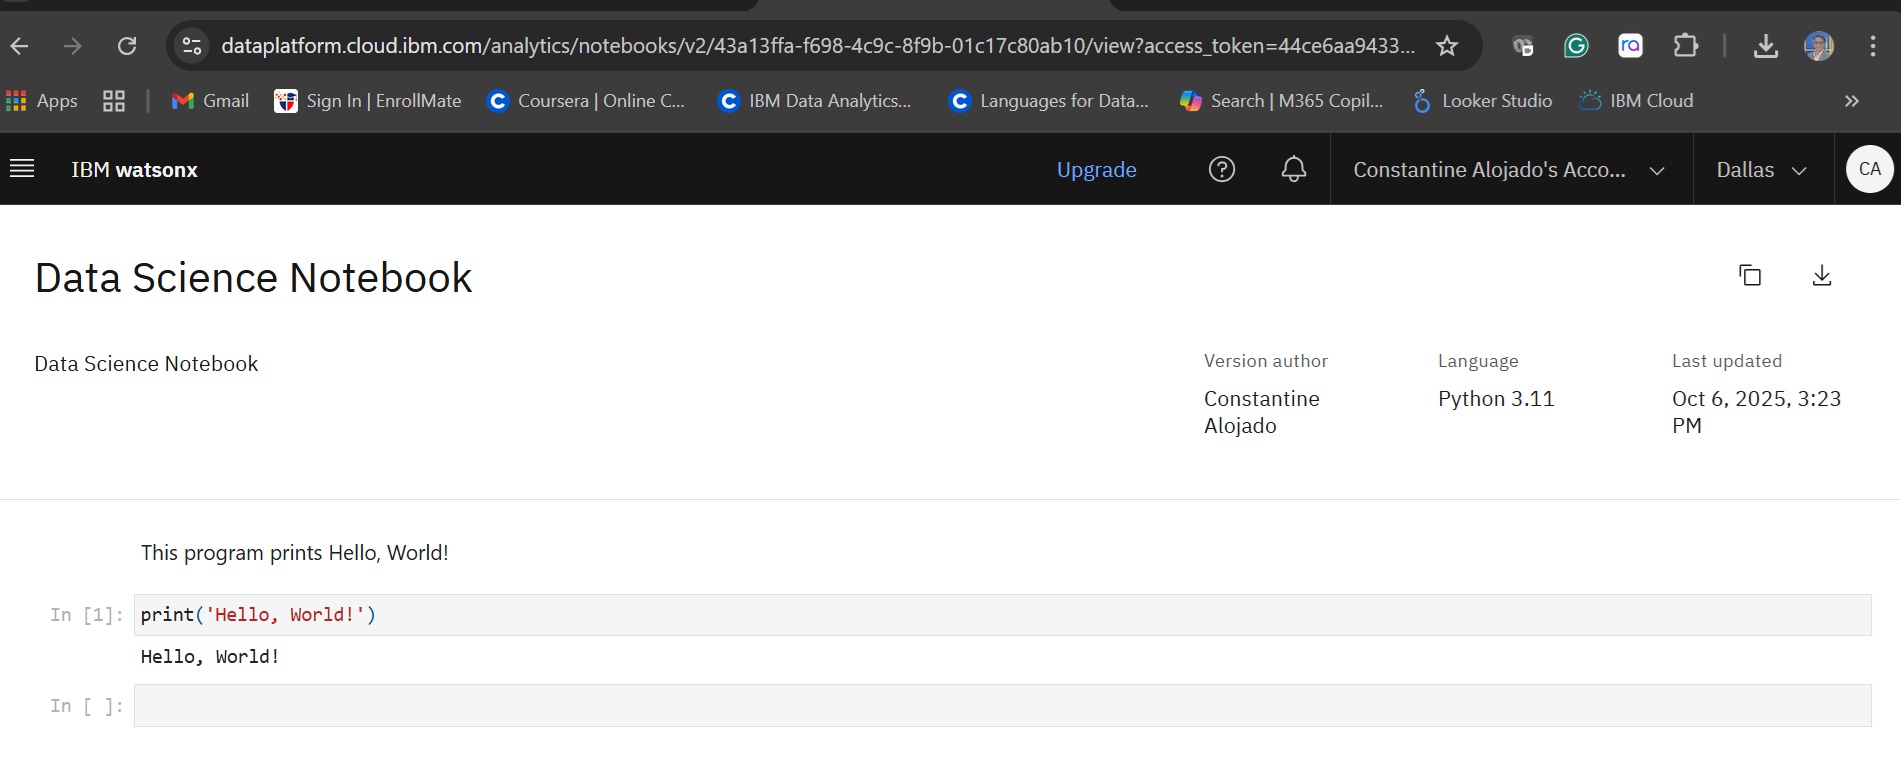 dataplatform.cloud.ibm.com/analytics/notebooks/v2/43a13ffa-f698-4c9c-8f9b-01c17c80ab10/view?access_token=44ce6aa9433...
Apps Gmail Sign In | EnrollMate Coursera | Online C... IBM Data Analytics... Languages for Data... Search | M365 Copil... Looker Studio IBM Cloud »
IBM watsonx Upgrade Constantine Alojado's Acco... Dallas CA
Data Science Notebook
Data Science Notebook
Version author Language Last updated
Constantine Alojado Python 3.11 Oct 6, 2025, 3:23 PM
This program prints Hello, World!
In [1]: print('Hello, World!')
Hello, World!
In [ ]: